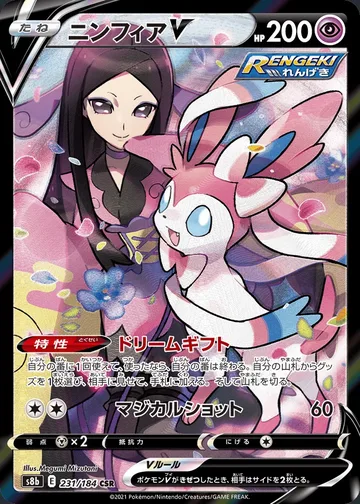 たね ニンフィアV HP 200
RENGEKI
れんげき
特性 とくせい ドリームギフト
自分の番に1回使えて、使ったなら、自分の番は終わる。自分の山札からグ
ッズを1枚選び、相手に見せて、手札に加える。そして山札を切る。
マジカルショット 60
弱点 ×2 抵抗力 にげる
Illus. Megumi Mizutani
s8b E 231/184 CSR
Vルール
ポケモンVがきぜつしたとき、相手はサイドを2枚とる。
©2021 Pokémon/Nintendo/Creatures/GAME FREAK.